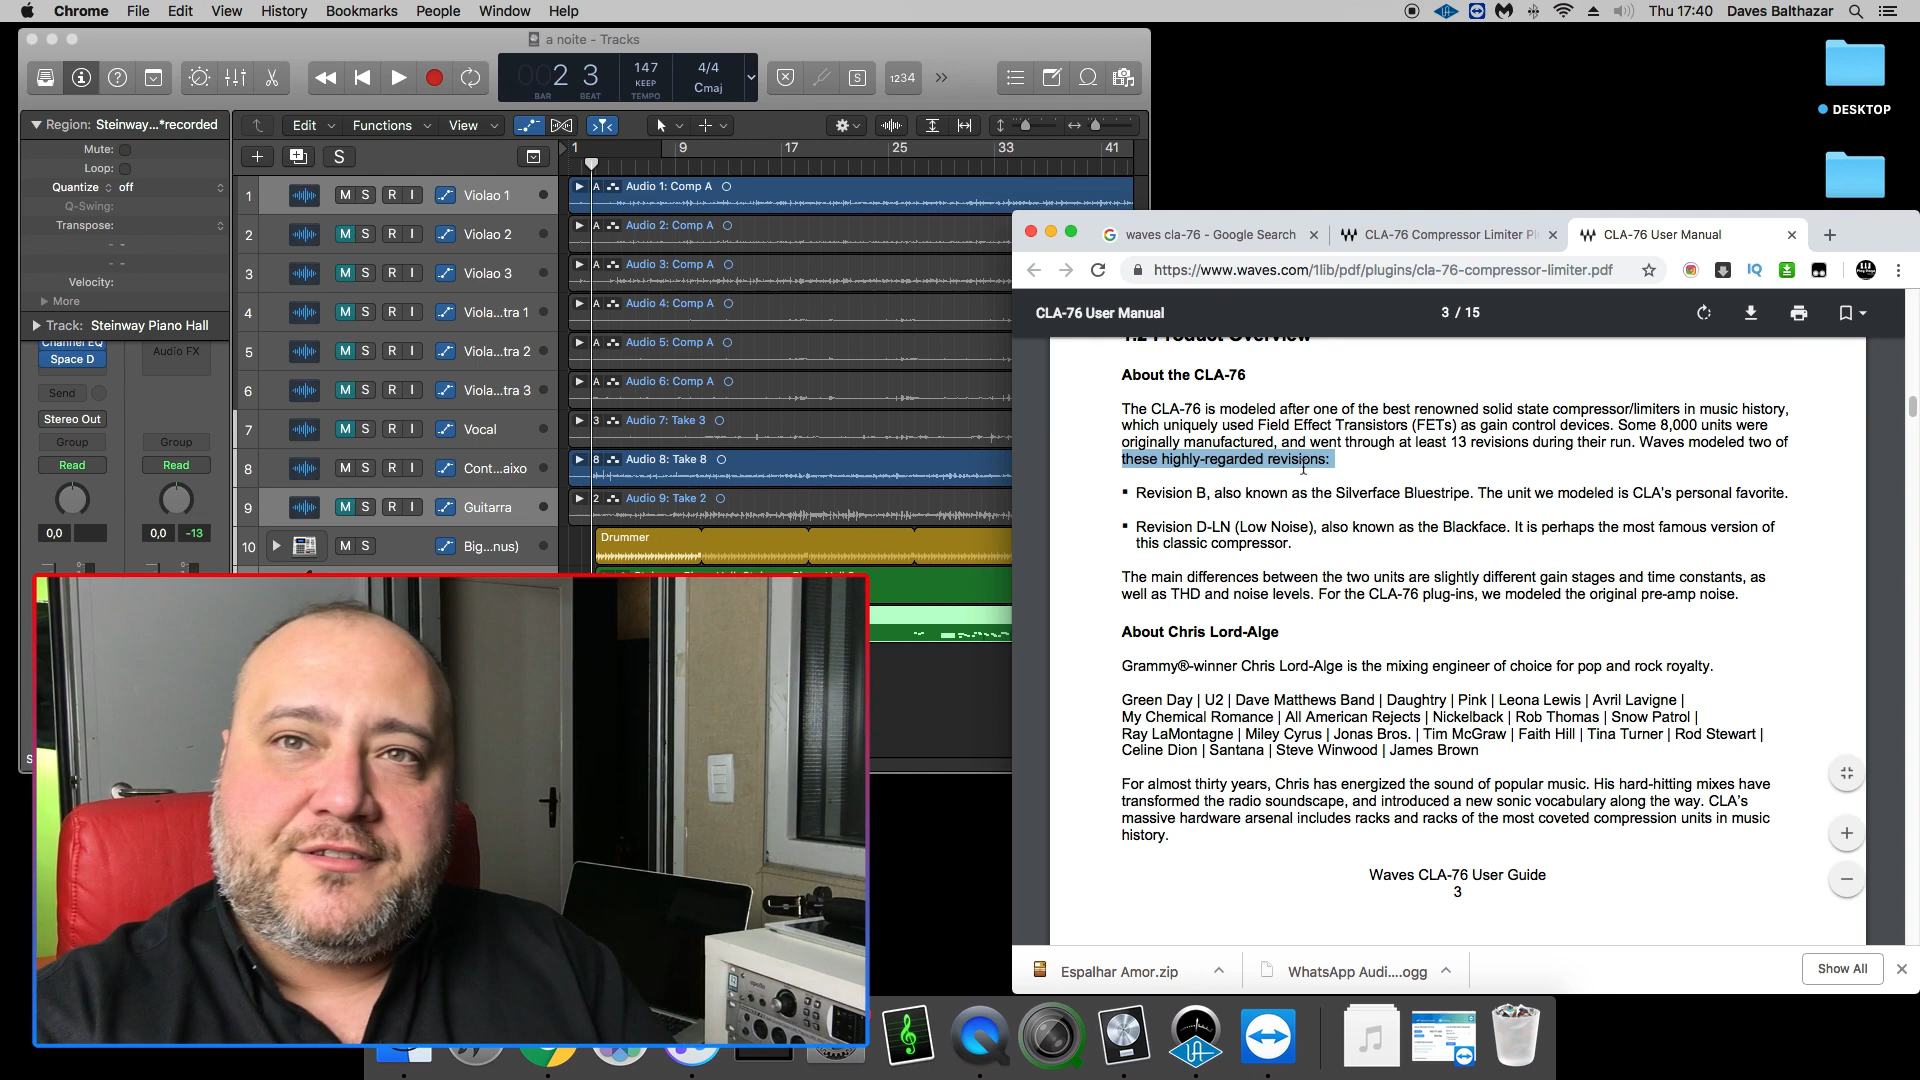 Chrome File Edit View History Bookmarks People Window Help
Thu 17:40 Daves Balthazar
a noite - Tracks
DESKTOP
2 3
BAR BEAT
147
KEEP
TEMPO
4/4
Cmaj
S
1234
Region: Steinway...*recorded
Mute:
Loop:
Quantize off
Q-Swing:
Transpose:
Velocity:
More
Track: Steinway Piano Hall
Channel EQ
Space D
Audio FX
Send
Stereo Out
Group
Group
Read
Read
0,0
0,0 -13
Edit Functions View
S
1 9 17 25 33 41
1 M S R I Violao 1
2 M S R I Violao 2
3 M S R I Violao 3
4 M S R I Viola...tra 1
5 M S R I Viola...tra 2
6 M S R I Viola...tra 3
7 M S R I Vocal
8 M S R I Cont...aixo
9 M S R I Guitarra
10 M S Big...nus)
A Audio 1: Comp A
A Audio 2: Comp A
A Audio 3: Comp A
A Audio 4: Comp A
A Audio 5: Comp A
A Audio 6: Comp A
3 Audio 7: Take 3
8 Audio 8: Take 8
2 Audio 9: Take 2
Drummer
waves cla-76 - Google Search
CLA-76 Compressor Limiter Pl
CLA-76 User Manual
https://www.waves.com/1lib/pdf/plugins/cla-76-compressor-limiter.pdf
IQ
CLA-76 User Manual
3 / 15
1.2 Product Overview
About the CLA-76
The CLA-76 is modeled after one of the best renowned solid state compressor/limiters in music history,
which uniquely used Field Effect Transistors (FETs) as gain control devices. Some 8,000 units were
originally manufactured, and went through at least 13 revisions during their run. Waves modeled two of
these highly-regarded revisions:
▪ Revision B, also known as the Silverface Bluestripe. The unit we modeled is CLA's personal favorite.
▪ Revision D-LN (Low Noise), also known as the Blackface. It is perhaps the most famous version of
this classic compressor.
The main differences between the two units are slightly different gain stages and time constants, as
well as THD and noise levels. For the CLA-76 plug-ins, we modeled the original pre-amp noise.
About Chris Lord-Alge
Grammy®-winner Chris Lord-Alge is the mixing engineer of choice for pop and rock royalty.
Green Day | U2 | Dave Matthews Band | Daughtry | Pink | Leona Lewis | Avril Lavigne |
My Chemical Romance | All American Rejects | Nickelback | Rob Thomas | Snow Patrol |
Ray LaMontagne | Miley Cyrus | Jonas Bros. | Tim McGraw | Faith Hill | Tina Turner | Rod Stewart |
Celine Dion | Santana | Steve Winwood | James Brown
For almost thirty years, Chris has energized the sound of popular music. His hard-hitting mixes have
transformed the radio soundscape, and introduced a new sonic vocabulary along the way. CLA's
massive hardware arsenal includes racks and racks of the most coveted compression units in music
history.
Waves CLA-76 User Guide
3
Espalhar Amor.zip
WhatsApp Audi....ogg
Show All